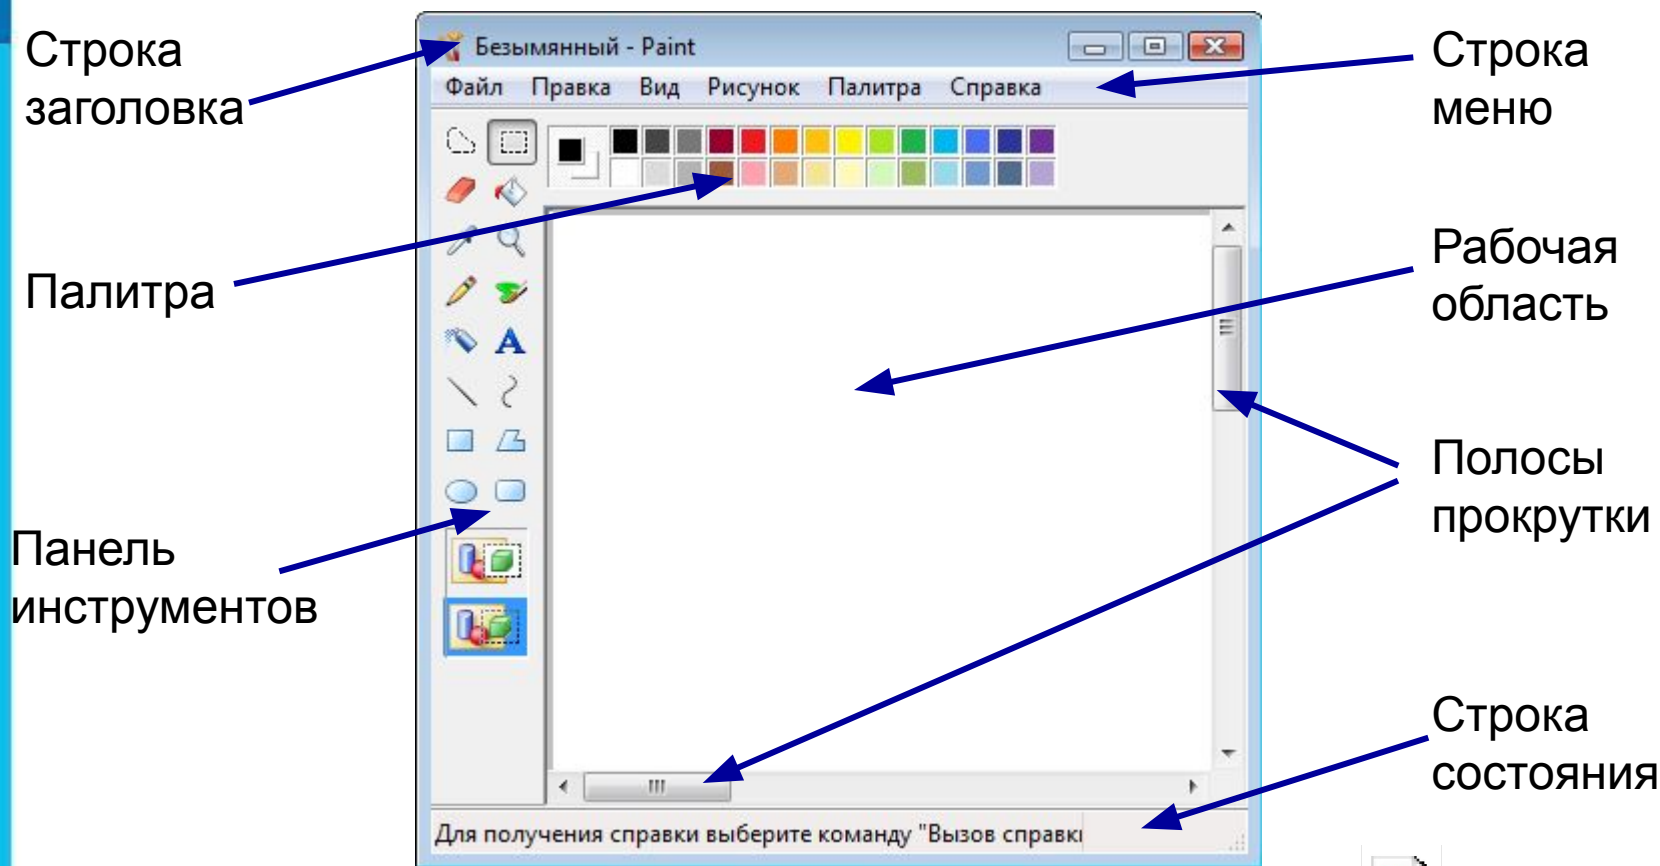 Строка
заголовка
Безымянный - Paint
Строка
меню
Файл Правка Вид Рисунок Палитра Справка
Палитра
A
Рабочая
область
Полосы
прокрутки
Панель
инструментов
Строка
состояния
Для получения справки выберите команду "Вызов справки